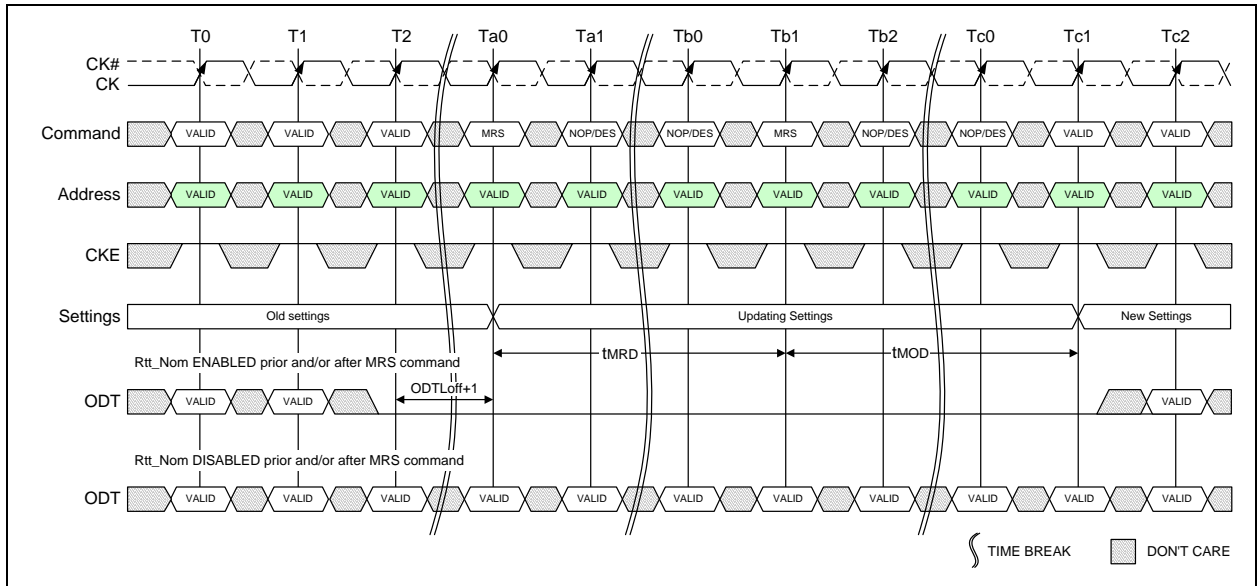 T0 T1 T2 Ta0 Ta1 Tb0 Tb1 Tb2 Tc0 Tc1 Tc2
CK#
CK
Command VALID VALID VALID MRS NOP/DES NOP/DES MRS NOP/DES NOP/DES VALID VALID
Address VALID VALID VALID VALID VALID VALID VALID VALID VALID VALID VALID
CKE
Settings Old settings Updating Settings New Settings
tMRD tMOD
Rtt_Nom ENABLED prior and/or after MRS command
ODTLoff+1
ODT VALID VALID VALID
Rtt_Nom DISABLED prior and/or after MRS command
ODT VALID VALID VALID VALID VALID VALID VALID VALID VALID VALID VALID
TIME BREAK DON'T CARE